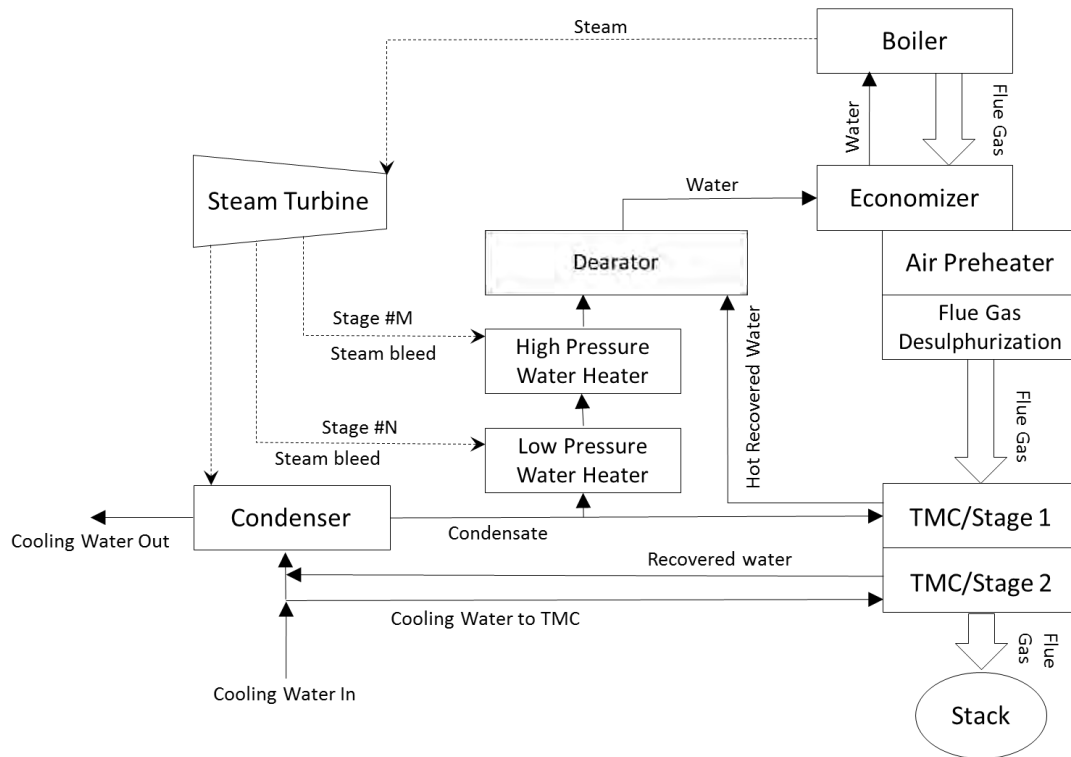 Steam
Boiler
Water
Flue Gas
Steam Turbine
Water
Economizer
Dearator
Air Preheater
Stage #M
Steam bleed
High Pressure
Water Heater
Hot Recovered Water
Flue Gas
Desulphurization
Flue Gas
Stage #N
Steam bleed
Low Pressure
Water Heater
Condenser
Condensate
TMC/Stage 1
Cooling Water Out
Recovered water
TMC/Stage 2
Cooling Water to TMC
Flue
Gas
Cooling Water In
Stack